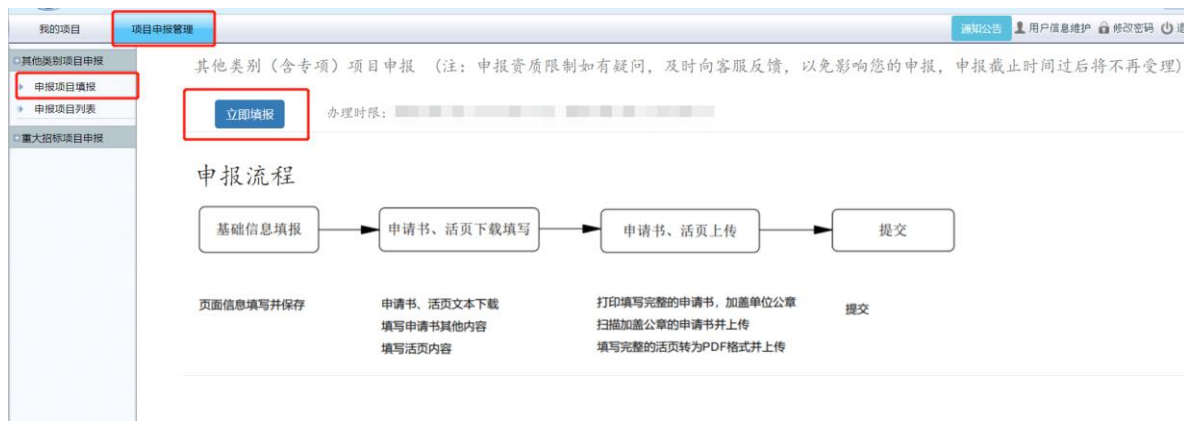 我的项目
项目申报管理
通知公告 用户信息维护 修改密码
其他类别项目申报
申报项目填报
申报项目列表
重大招标项目申报
其他类别（含专项）项目申报 （注：申报资质限制如有疑问，及时向客服反馈，以免影响您的申报，申报截止时间过后将不再受理）
立即填报
办理时限：
申报流程
基础信息填报
申请书、活页下载填写
申请书、活页上传
提交
页面信息填写并保存
申请书、活页文本下载
填写申请书其他内容
填写活页内容
打印填写完整的申请书，加盖单位公章
扫描加盖公章的申请书并上传
填写完整的活页转为PDF格式并上传
提交